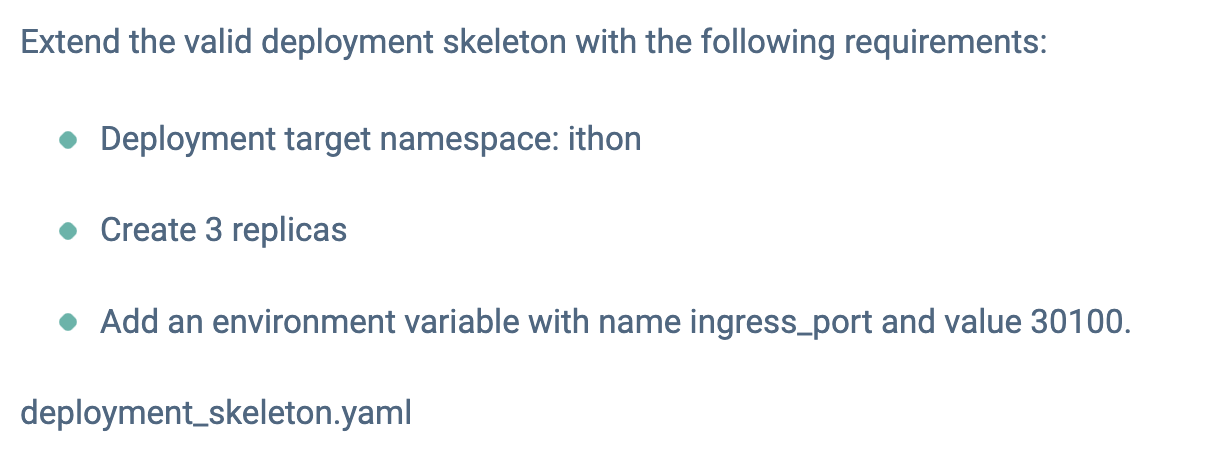 Extend the valid deployment skeleton with the following requirements:
Deployment target namespace: ithon
Create 3 replicas
Add an environment variable with name ingress_port and value 30100.
deployment_skeleton.yaml